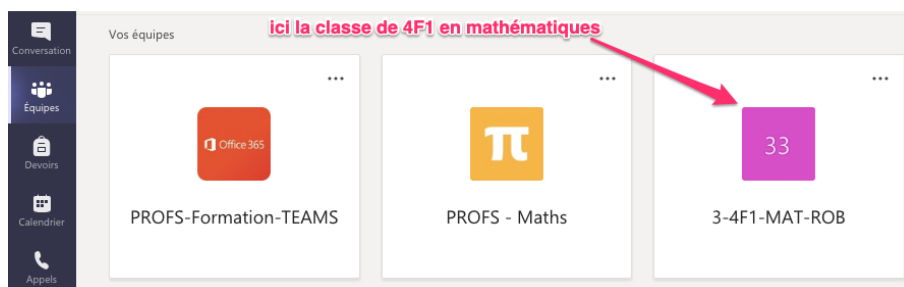 Conversation
Équipes
Devoirs
Calendrier
Appels
Vos équipes
ici la classe de 4F1 en mathématiques
...
Office 365
PROFS-Formation-TEAMS
...
π
PROFS - Maths
...
33
3-4F1-MAT-ROB